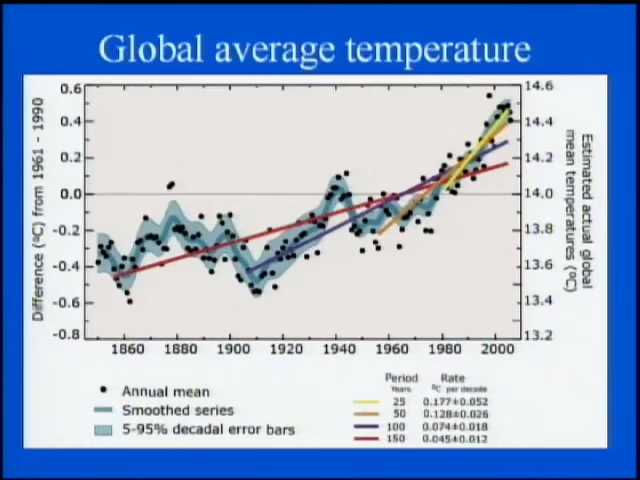 Global average temperature
Difference (ºC) from 1961 - 1990
0.6
0.4
0.2
0.0
-0.2
-0.4
-0.6
-0.8
14.6
14.4
14.2
14.0
13.8
13.6
13.4
13.2
Estimated actual global
mean temperatures (ºC)
1860 1880 1900 1920 1940 1960 1980 2000
Annual mean
Smoothed series
5-95% decadal error bars
Period Rate
Years ºC per decade
25 0.177±0.052
50 0.128±0.026
100 0.074±0.018
150 0.045±0.012